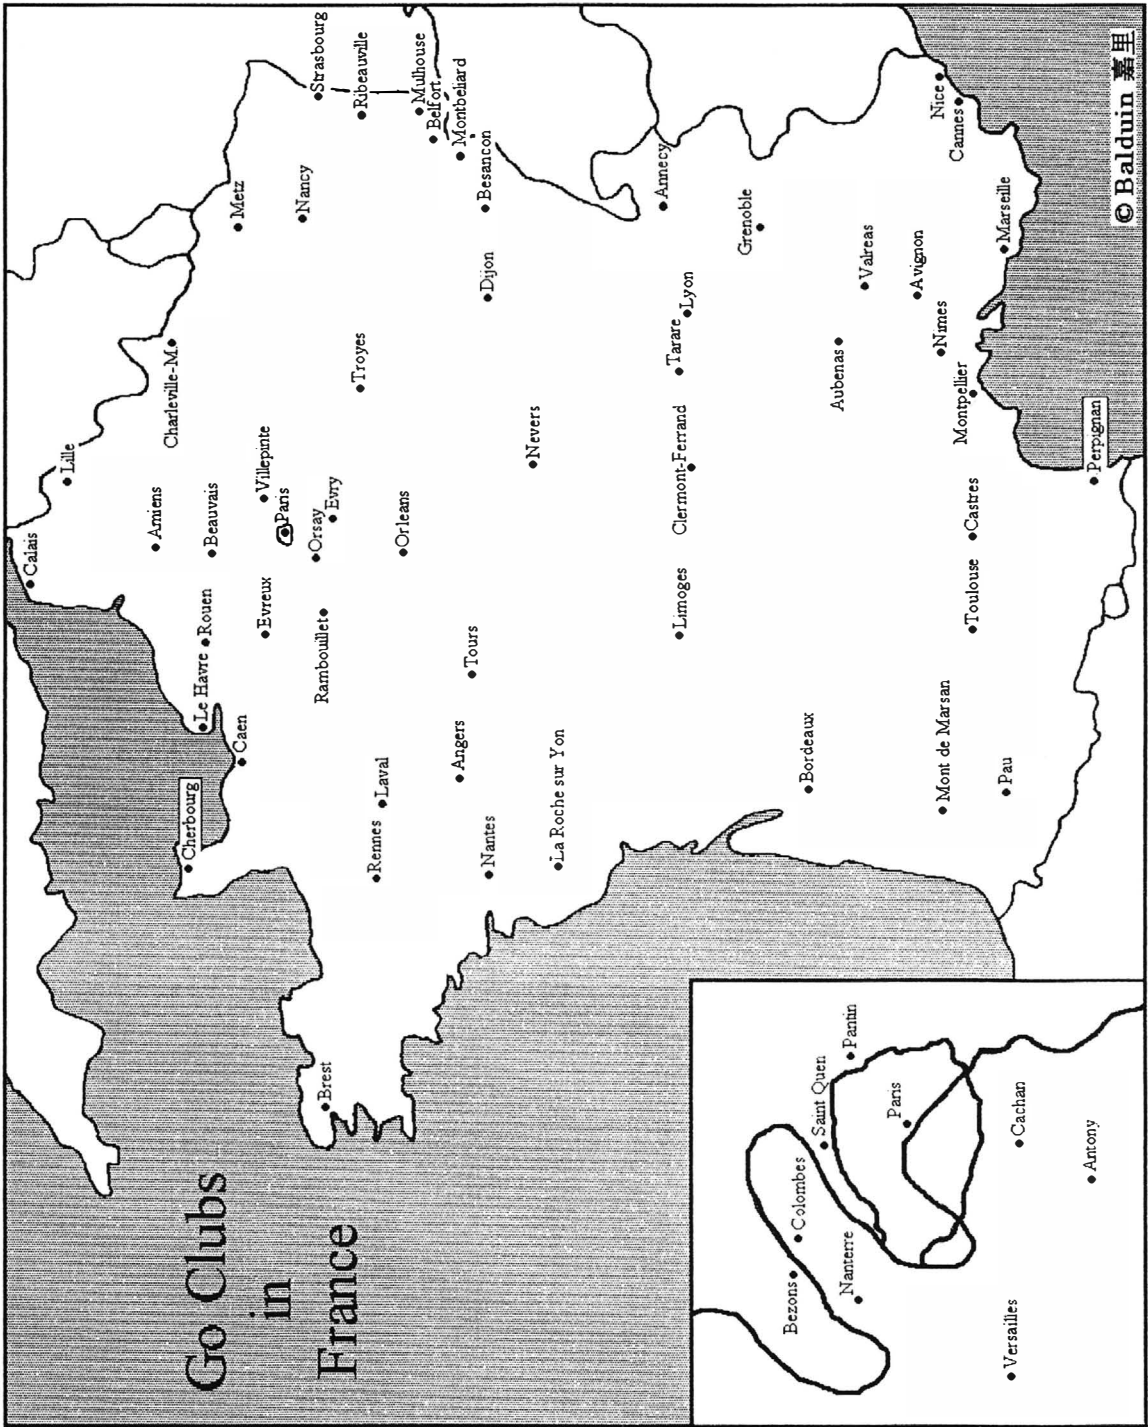 Go Clubs
in
France
Calais
Lille
Amiens
Charleville-M.
Beauvais
Le Havre
Rouen
Cherbourg
Caen
Evreux
Villepinte
Paris
Metz
Nancy
Strasbourg
Ribeauville
Orsay
Evry
Rambouillet
Brest
Troyes
Orleans
Rennes
Laval
Mulhouse
Belfort
Montbeliard
Besancon
Dijon
Angers
Tours
Nantes
Nevers
La Roche sur Yon
Annecy
Limoges
Clermont-Ferrand
Tarare
Lyon
Grenoble
Bordeaux
Aubenas
Valreas
Avignon
Nimes
Nice
Cannes
Mont de Marsan
Toulouse
Castres
Montpellier
Marseille
Pau
Perpignan
Bezons
Colombes
Saint Quen
Pantin
Nanterre
Paris
Versailles
Cachan
Antony
© Balduin 嘉里